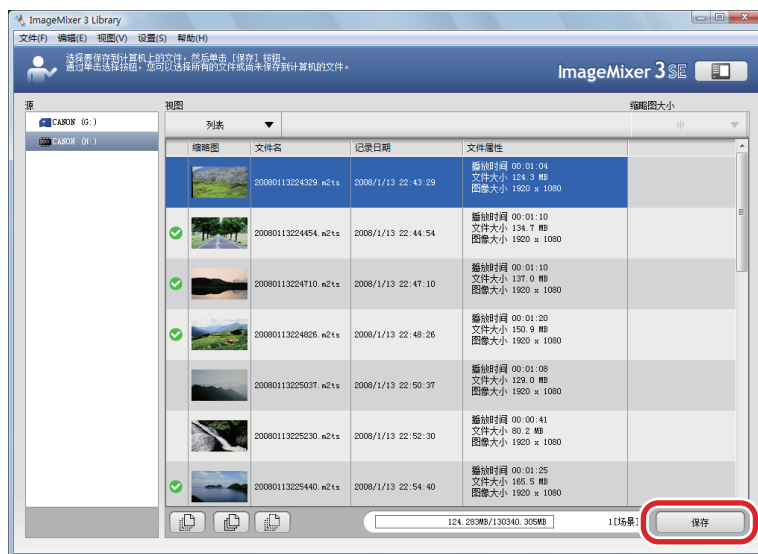 ImageMixer 3 Library
文件(F) 编辑(E) 视图(V) 设置(S) 帮助(H)
选择要保存到计算机上的文件，然后单击 [保存] 按钮。
通过单击选择按钮，您可以选择所有的文件或尚未保存到计算机的文件。
ImageMixer 3 SE
源
视图
缩略图大小
CANON (G:)
CANON (H:)
列表
中
缩略图 文件名 记录日期 文件属性
播放时间 00:01:04
20080113224329.m2ts 2008/1/13 22:43:29 文件大小 124.3 MB
图像大小 1920 x 1080
播放时间 00:01:10
20080113224454.m2ts 2008/1/13 22:44:54 文件大小 134.7 MB
图像大小 1920 x 1080
播放时间 00:01:10
20080113224710.m2ts 2008/1/13 22:47:10 文件大小 137.0 MB
图像大小 1920 x 1080
播放时间 00:01:20
20080113224826.m2ts 2008/1/13 22:48:26 文件大小 150.9 MB
图像大小 1920 x 1080
播放时间 00:01:08
20080113225037.m2ts 2008/1/13 22:50:37 文件大小 129.0 MB
图像大小 1920 x 1080
播放时间 00:00:41
20080113225230.m2ts 2008/1/13 22:52:30 文件大小 80.2 MB
图像大小 1920 x 1080
播放时间 00:01:25
20080113225440.m2ts 2008/1/13 22:54:40 文件大小 165.5 MB
图像大小 1920 x 1080
124.283MB/130340.305MB
1[场景]
保存